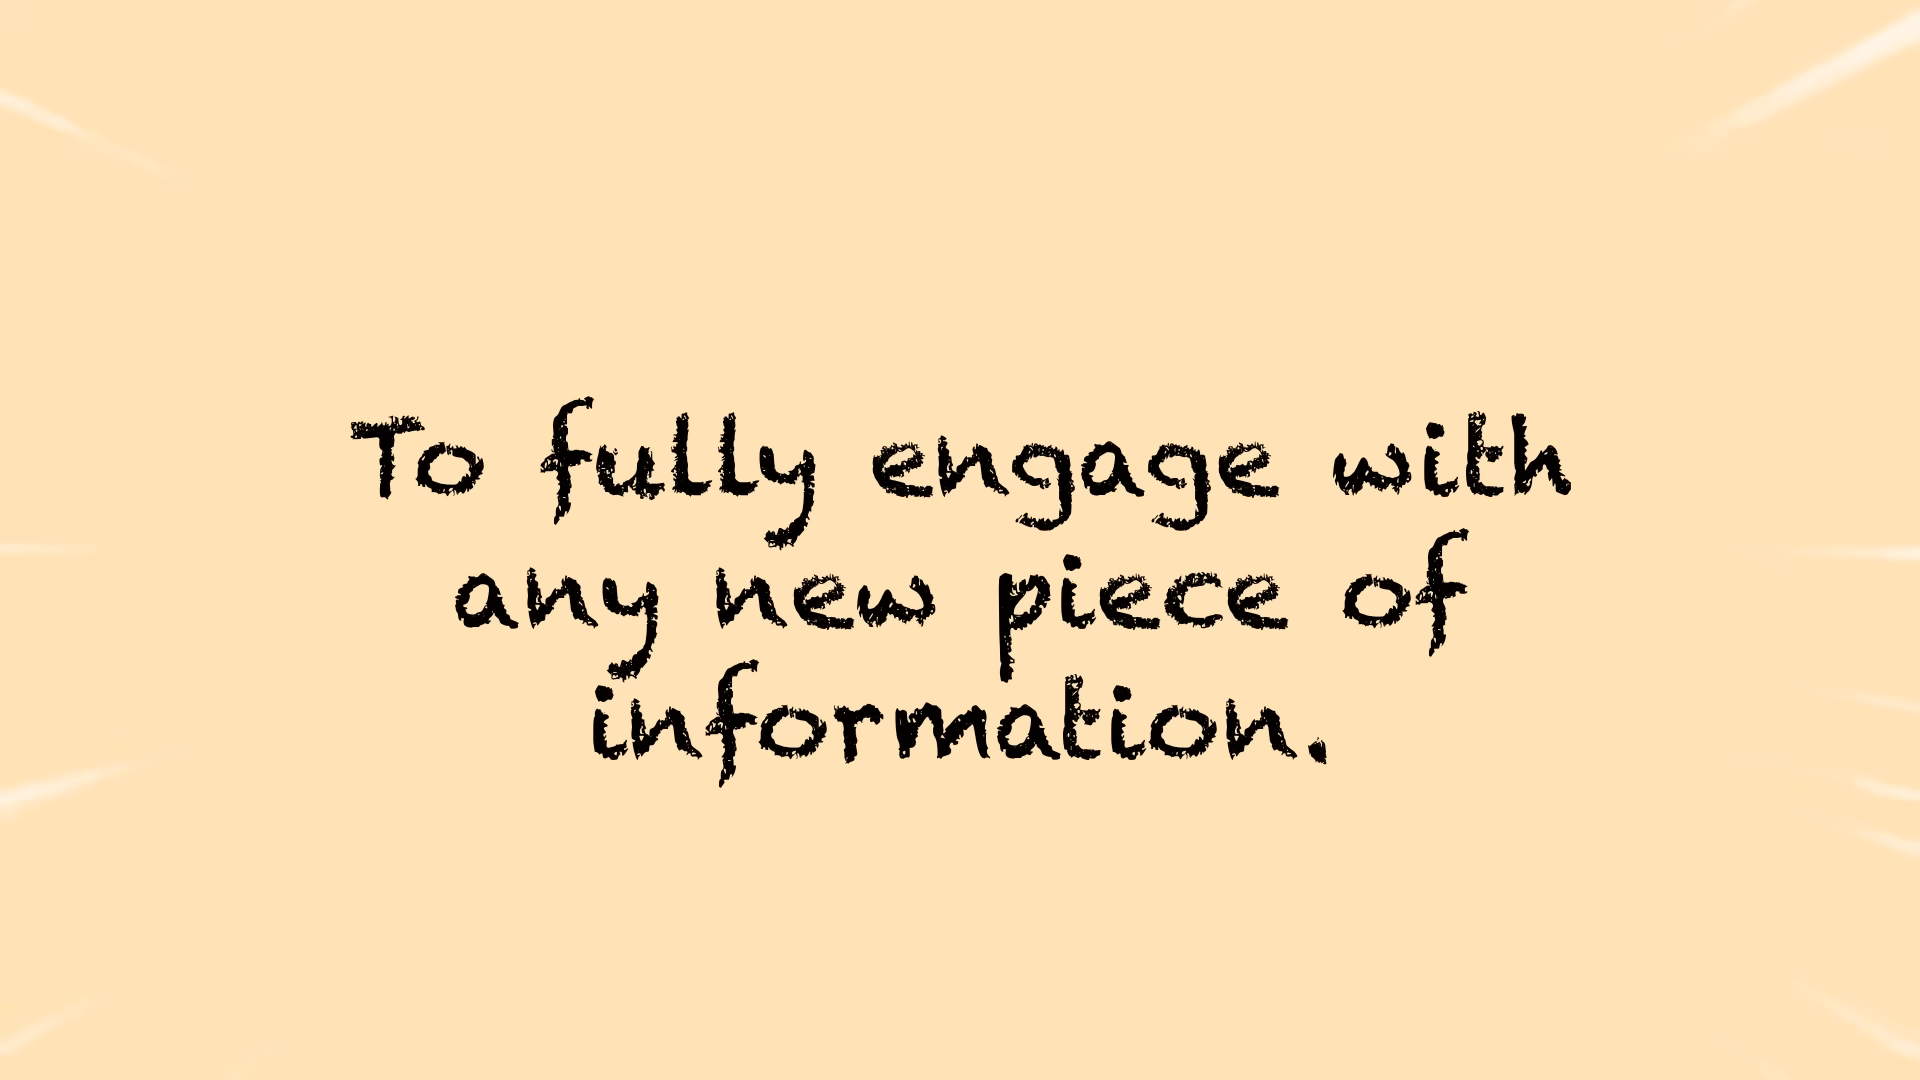 To fully engage with
any new piece of
information.